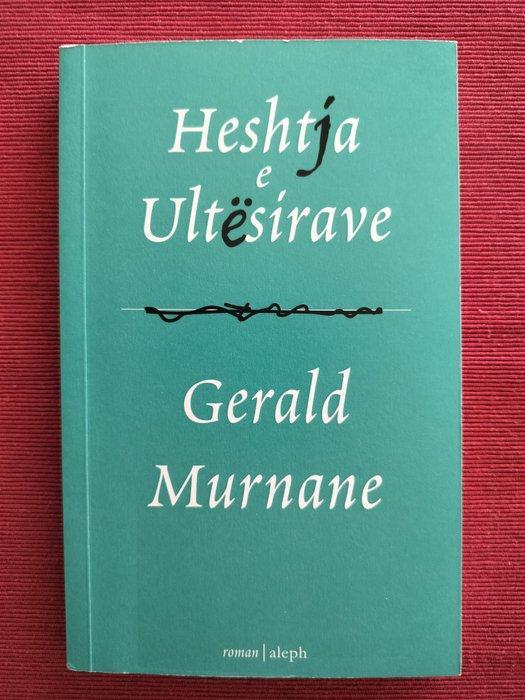 Heshtja
e
Ultësirave
Gerald
Murnane
roman | aleph